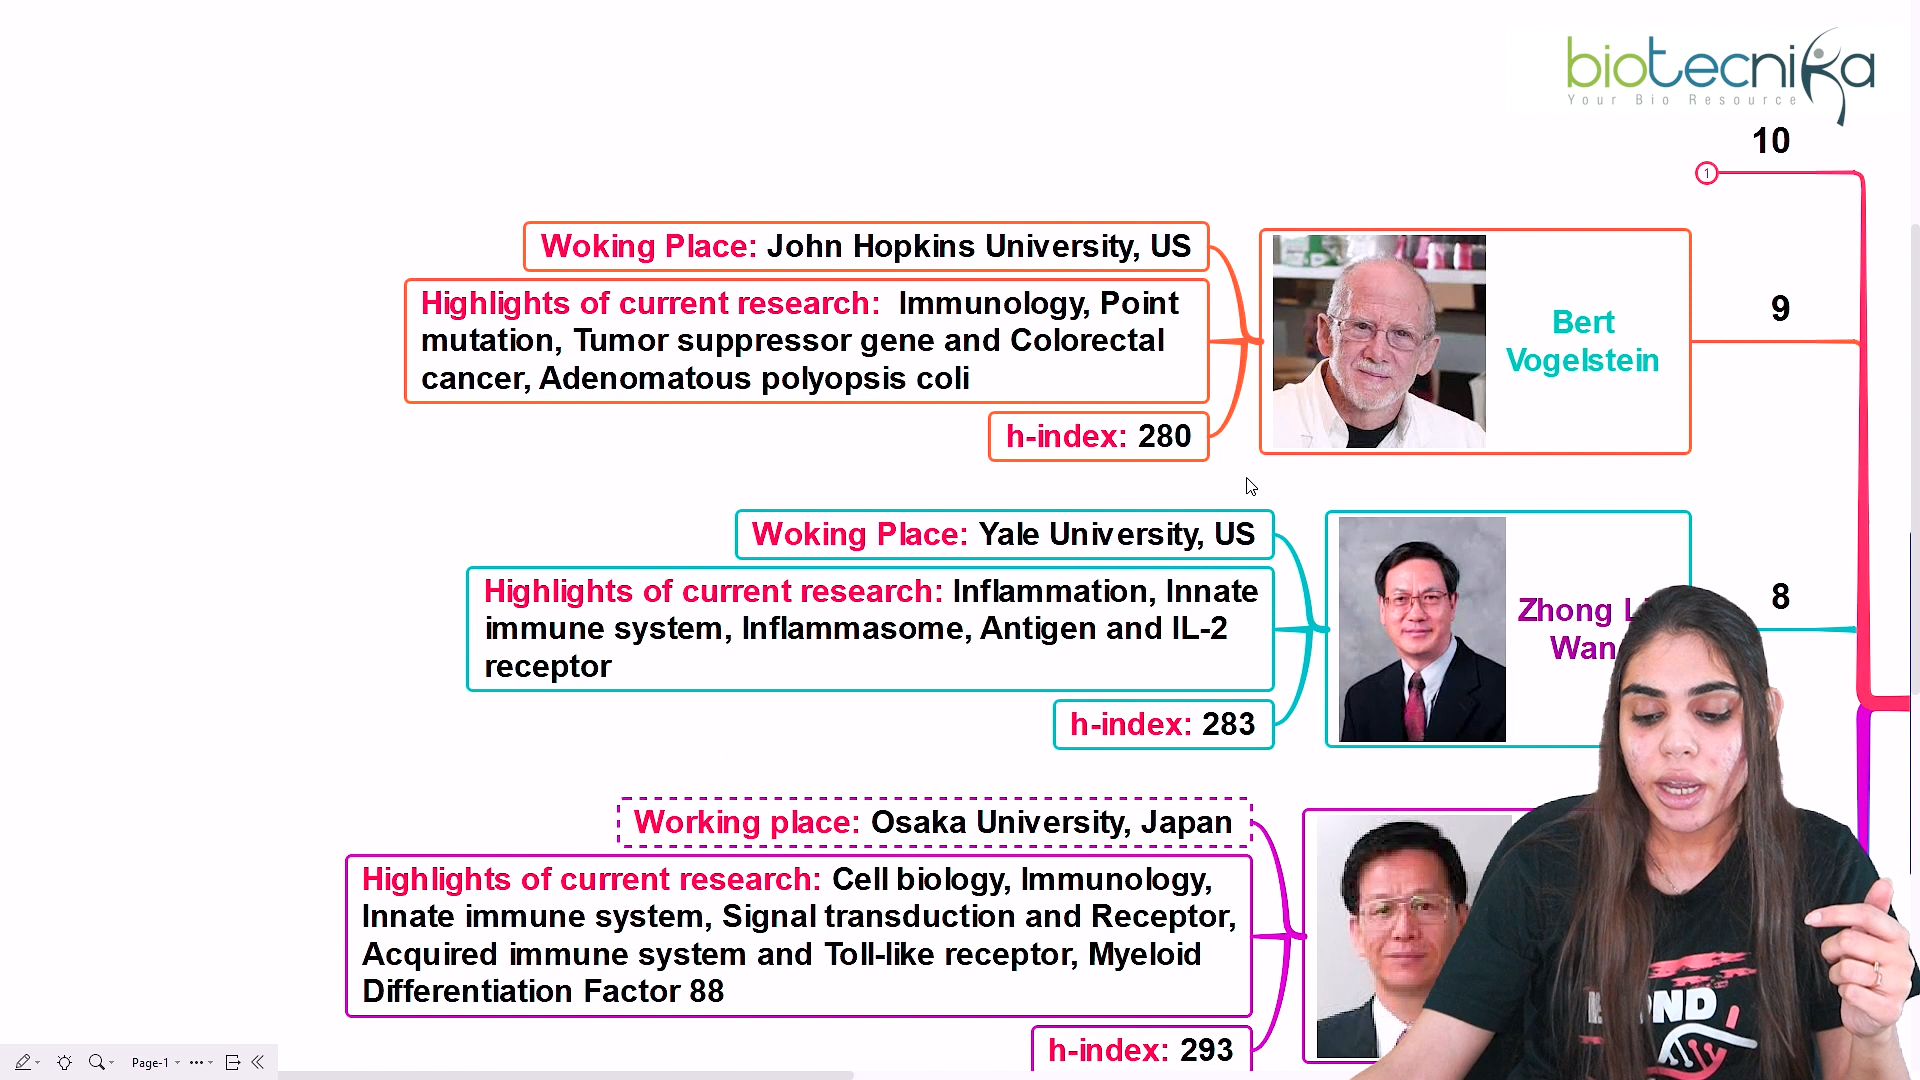 biotecnika
Your Bio Resource
10
1
Woking Place: John Hopkins University, US
Highlights of current research: Immunology, Point
mutation, Tumor suppressor gene and Colorectal
cancer, Adenomatous polyopsis coli
h-index: 280
Bert
Vogelstein
9
Woking Place: Yale University, US
Highlights of current research: Inflammation, Innate
immune system, Inflammasome, Antigen and IL-2
receptor
h-index: 283
Zhong
8
Working place: Osaka University, Japan
Highlights of current research: Cell biology, Immunology,
Innate immune system, Signal transduction and Receptor,
Acquired immune system and Toll-like receptor, Myeloid
Differentiation Factor 88
h-index: 293
Page-1